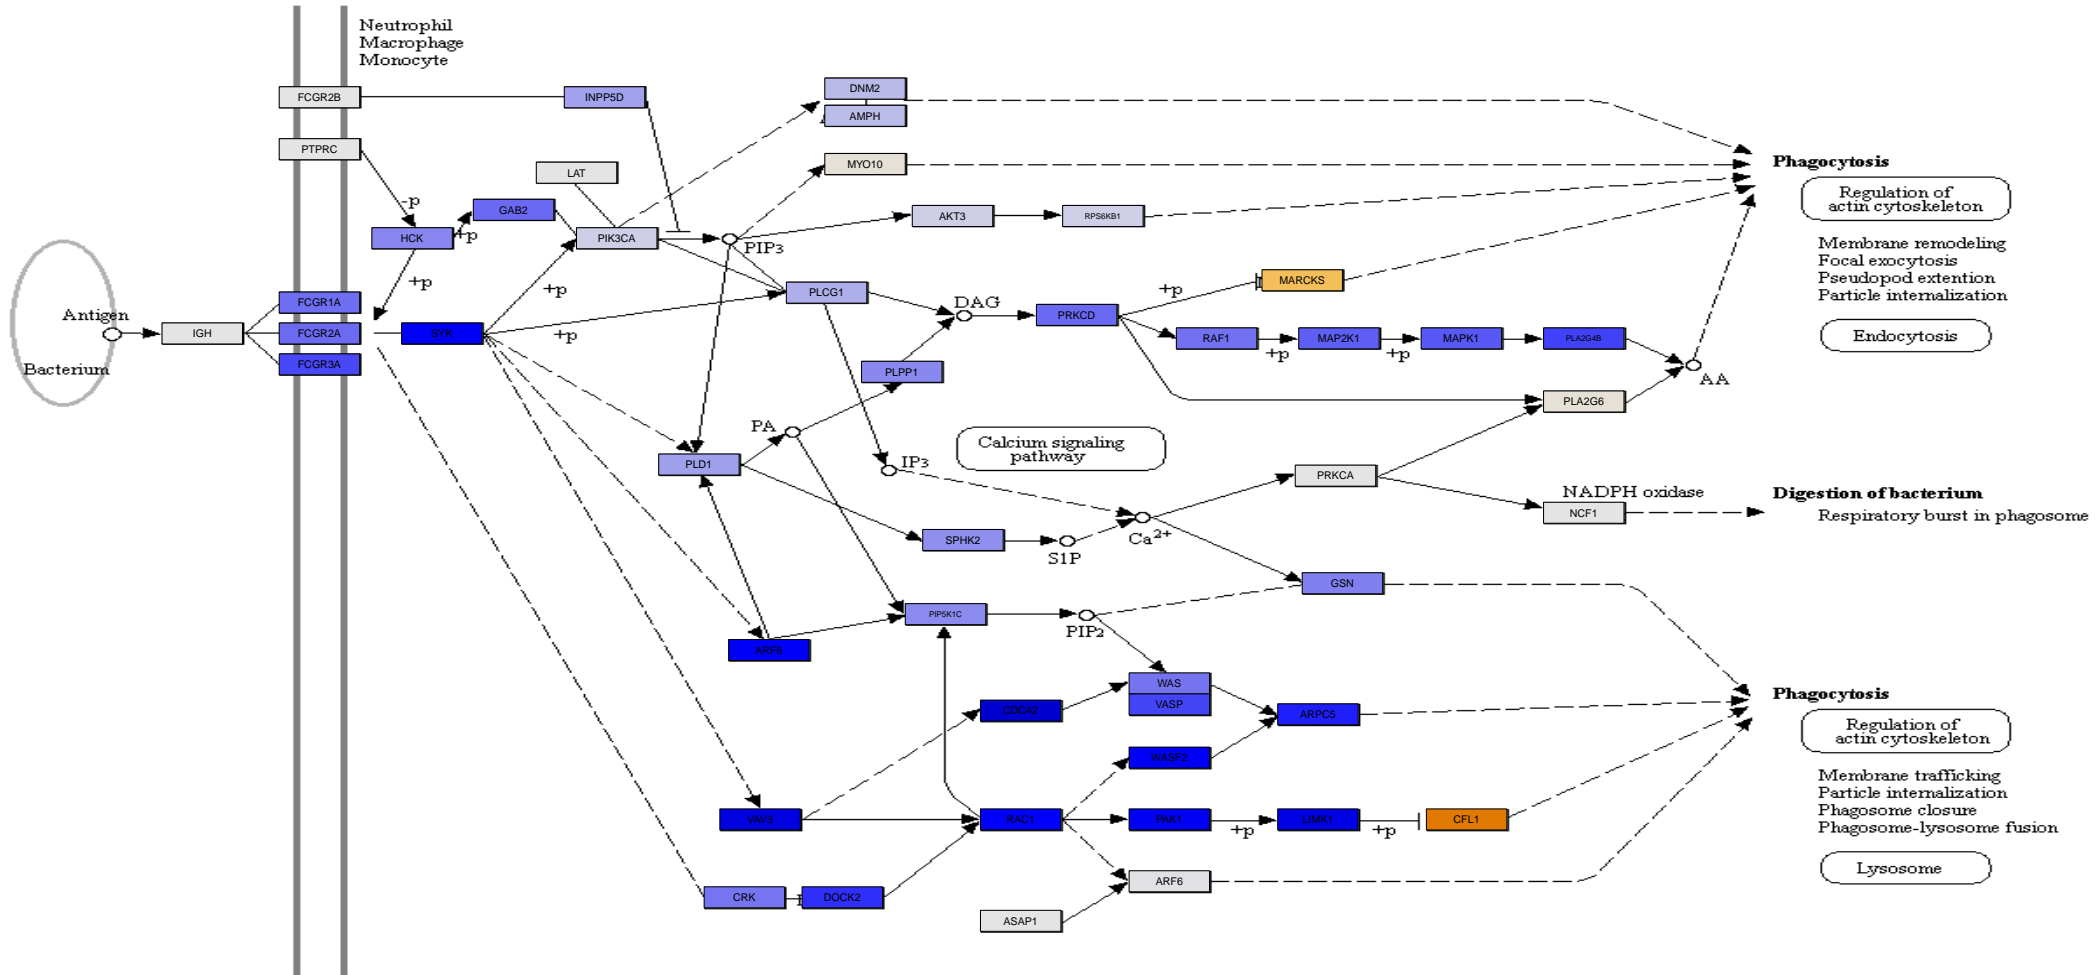 Neutrophil
Macrophage
Monocyte
FCGR2B
INPP5D
DNM2
AMPH
PTPRC
LAT
MYO10
Phagocytosis
Regulation of
actin cytoskeleton
-p
GAB2
AKT3
RPS6KB1
HCK
+p
PIK3CA
PIP3
Membrane remodeling
Focal exocytosis
Pseudopod extention
Particle internalization
+p
+p
PLCG1
+p
MARCKS
FCGR1A
DAG
Antigen
IGH
FCGR2A
SYK
+p
PRKCD
RAF1
+p
MAP2K1
+p
MAPK1
PLA2G4B
Endocytosis
Bacterium
FCGR3A
PLPP1
AA
PLA2G6
PA
Calcium signaling
pathway
PLD1
IP3
PRKCA
NADPH oxidase
Digestion of bacterium
NCF1
Respiratory burst in phagosome
SPHK2
S1P
Ca2+
GSN
PIP5K1C
PIP2
ARF6
WAS
VASP
Phagocytosis
CDC42
ARPC5
Regulation of
actin cytoskeleton
WASF2
Membrane trafficking
Particle internalization
Phagosome closure
Phagosome-lysosome fusion
VAV3
RAC1
PAK1
+p
LIMK1
+p
CFL1
Lysosome
CRK
DOCK2
ARF6
ASAP1